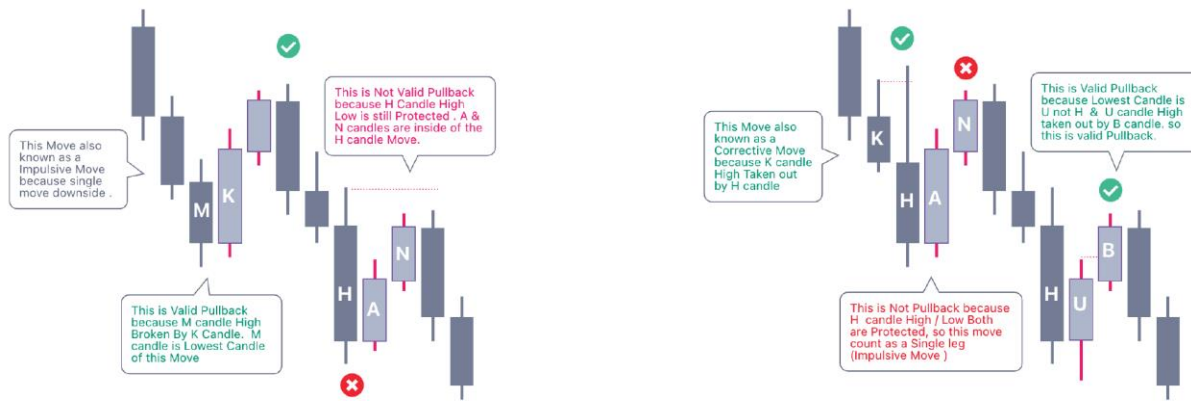 This Move also
known as a
Impulsive Move
because single
move downside .
M
K
This is Valid Pullback
because M candle High
Broken By K Candle. M
candle is Lowest Candle
of this Move
This is Not Valid Pullback
because H Candle High
Low is still Protected . A &
N candles are inside of the
H candle Move.
H
A
N
This Move also
known as a
Corrective Move
because K candle
High Taken out
by H candle
K
H
A
N
This is Not Pullback because
H candle High / Low Both
are Protected, so this move
count as a Single leg
(Impulsive Move )
This is Valid Pullback
because Lowest Candle is
U not H & U candle High
taken out by B candle. so
this is valid Pullback.
H
U
B